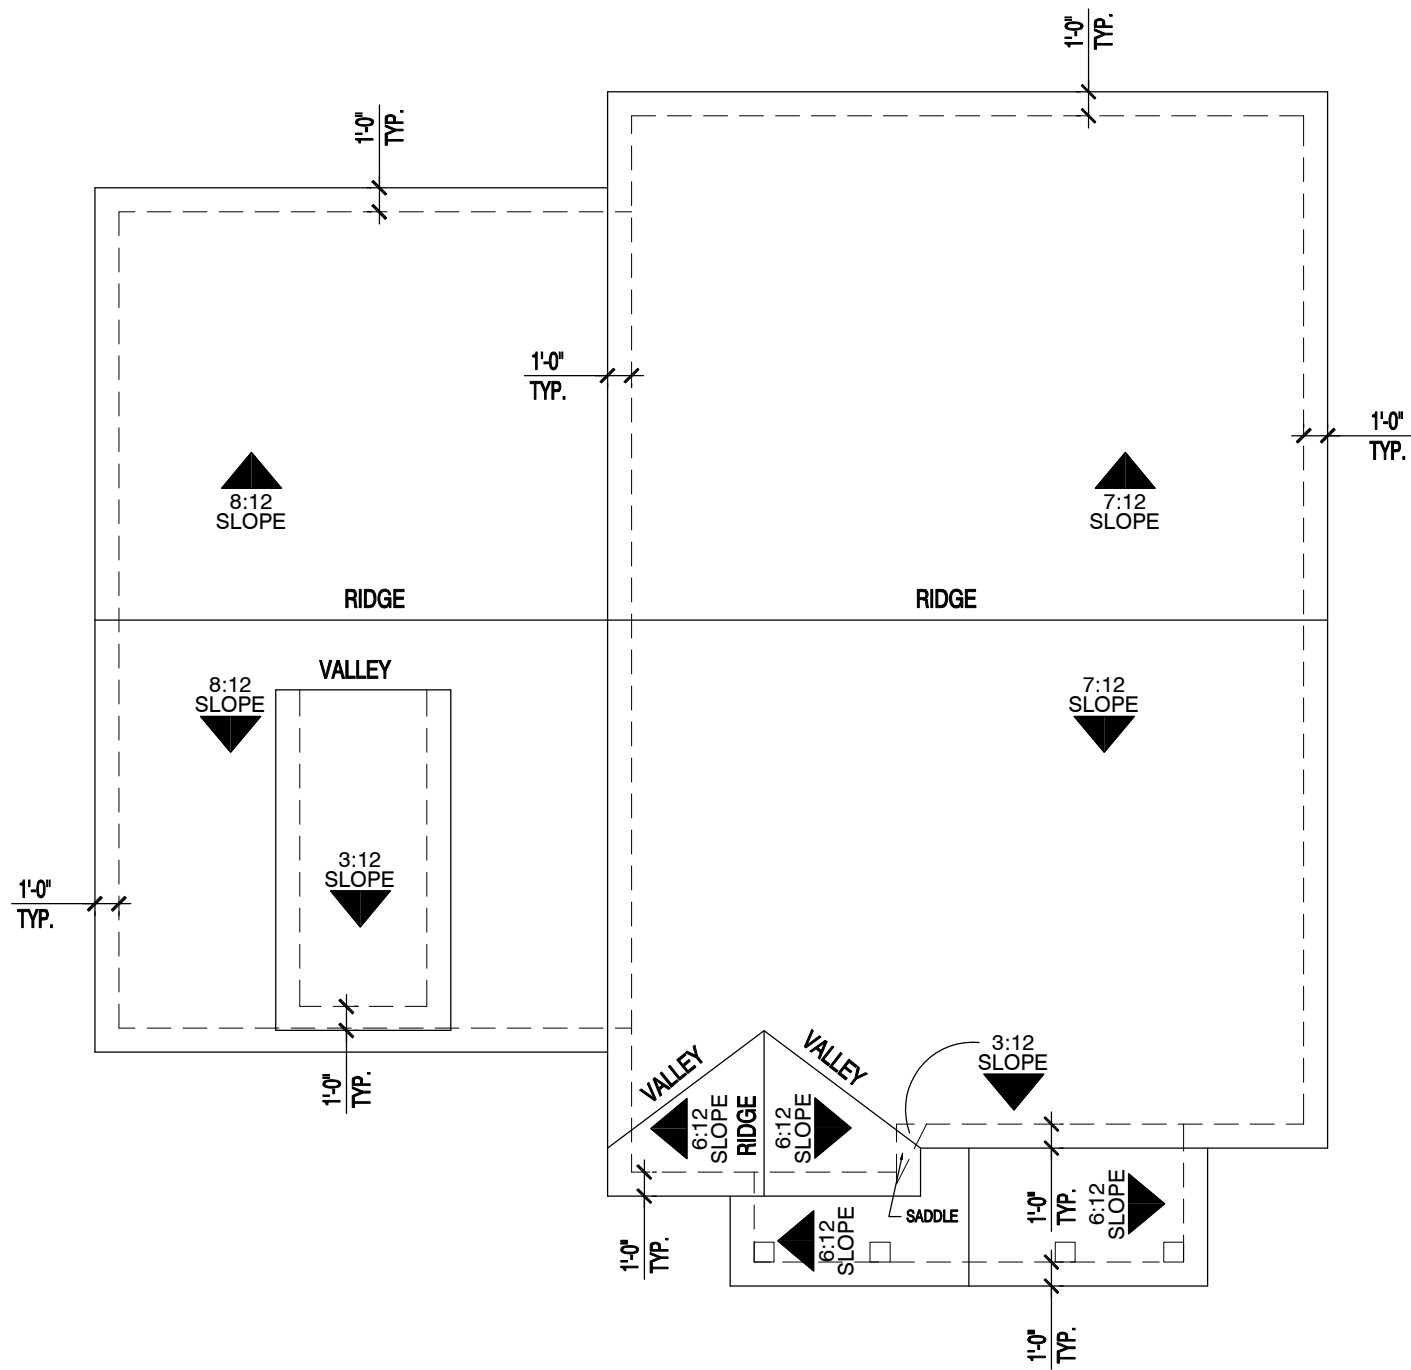 1'-0"
TYP.
1'-0"
TYP.
1'-0"
TYP.
1'-0"
TYP.
8:12
SLOPE
7:12
SLOPE
RIDGE
RIDGE
VALLEY
8:12
SLOPE
7:12
SLOPE
3:12
SLOPE
1'-0"
TYP.
1'-0"
TYP.
VALLEY
VALLEY
3:12
SLOPE
6:12
SLOPE
RIDGE
6:12
SLOPE
1'-0"
TYP.
6:12
SLOPE
SADDLE
1'-0"
TYP.
6:12
SLOPE
1'-0"
TYP.